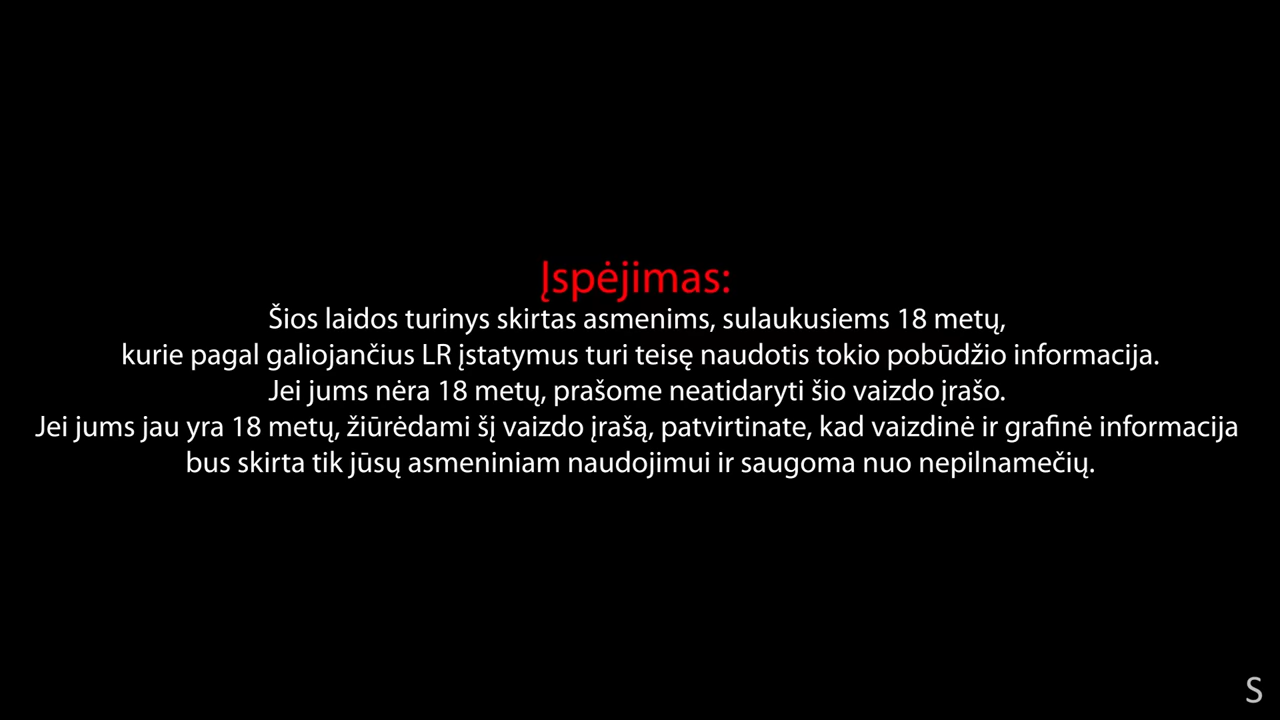 Įspėjimas:
Šios laidos turinys skirtas asmenims, sulaukusiems 18 metų,
kurie pagal galiojančius LR įstatymus turi teisę naudotis tokio pobūdžio informacija.
Jei jums nėra 18 metų, prašome neatidaryti šio vaizdo įrašo.
Jei jums jau yra 18 metų, žiūrėdami šį vaizdo įrašą, patvirtinate, kad vaizdinė ir grafinė informacija
bus skirta tik jūsų asmeniniam naudojimui ir saugoma nuo nepilnamečių.
S